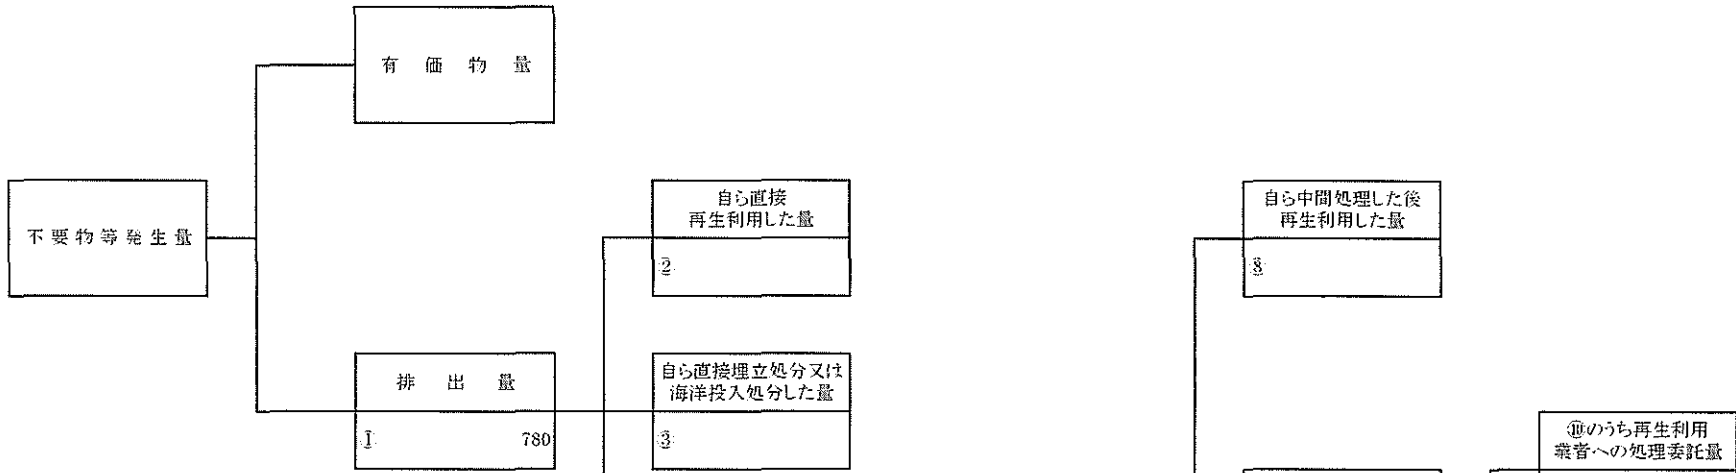 有価物量
不要物等発生量
自ら直接
再生利用した量
②
自ら中間処理した後
再生利用した量
⑧
排出量
① 780
自ら直接埋立処分又は
海洋投入処分した量
③
⑩のうち再生利用
業者への処理委託量